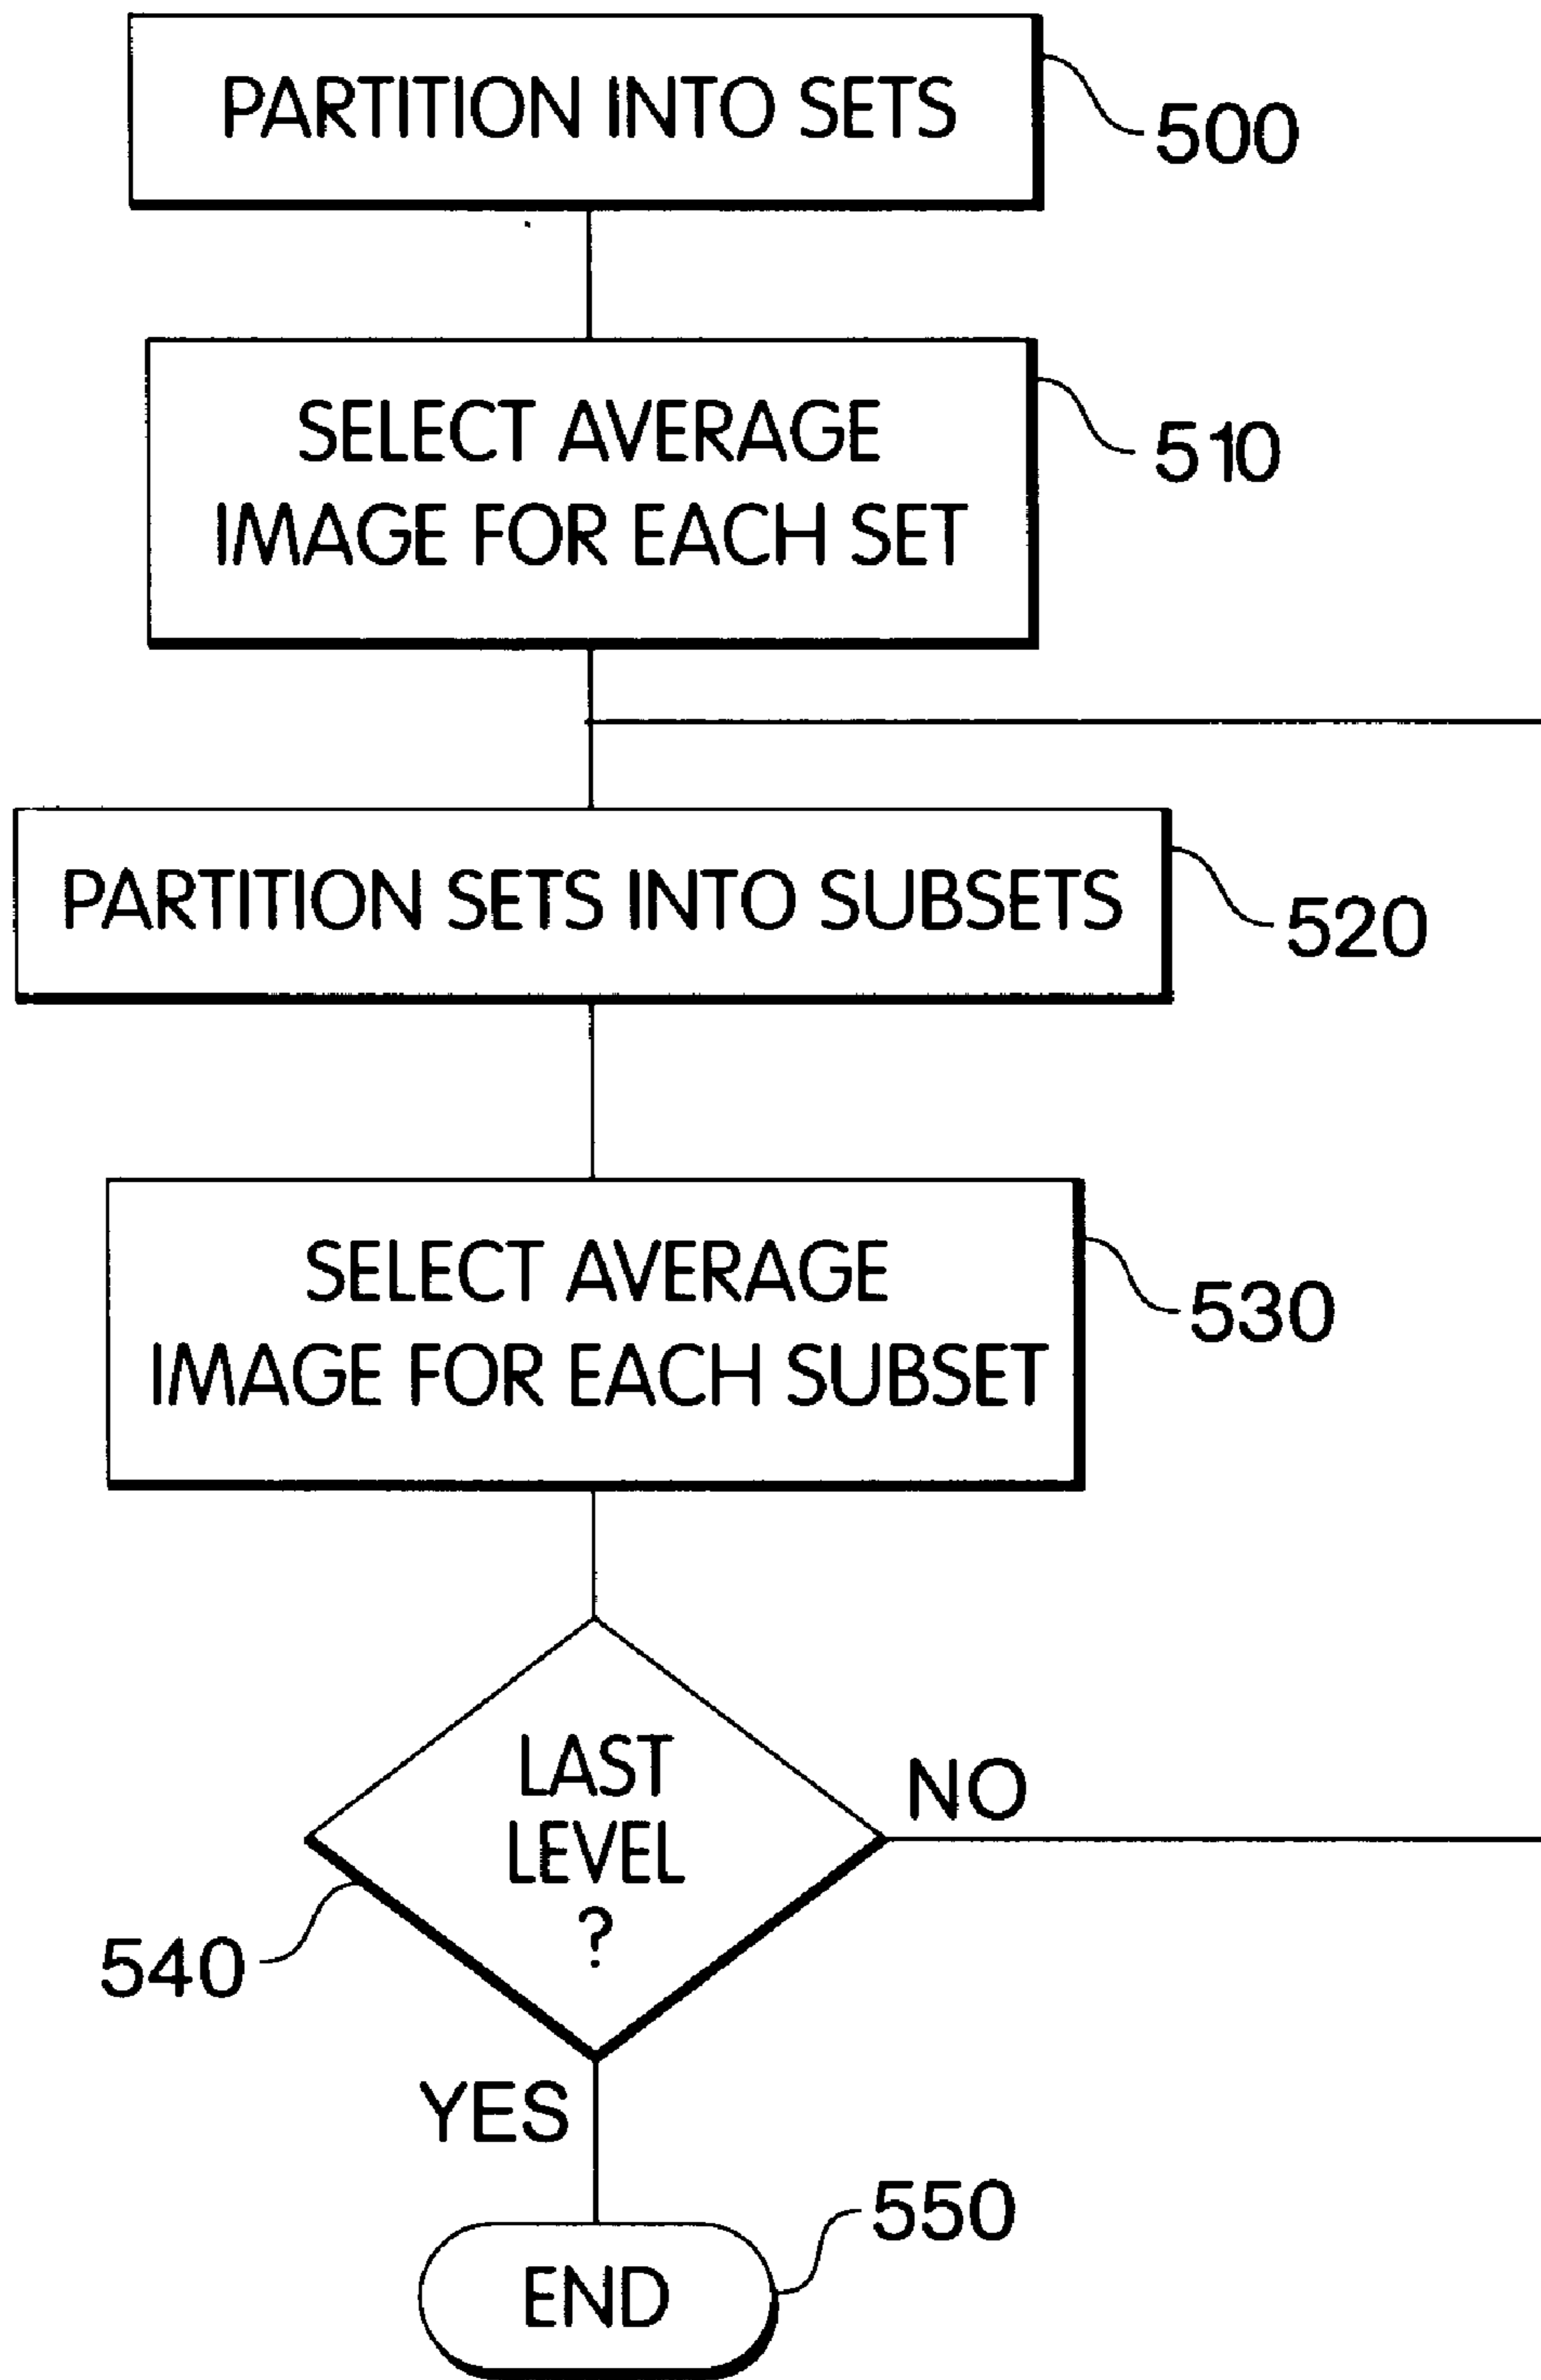 PARTITION INTO SETS
500
SELECT AVERAGE
IMAGE FOR EACH SET
510
PARTITION SETS INTO SUBSETS
520
SELECT AVERAGE
IMAGE FOR EACH SUBSET
530
LAST
LEVEL
?
NO
540
YES
550
END